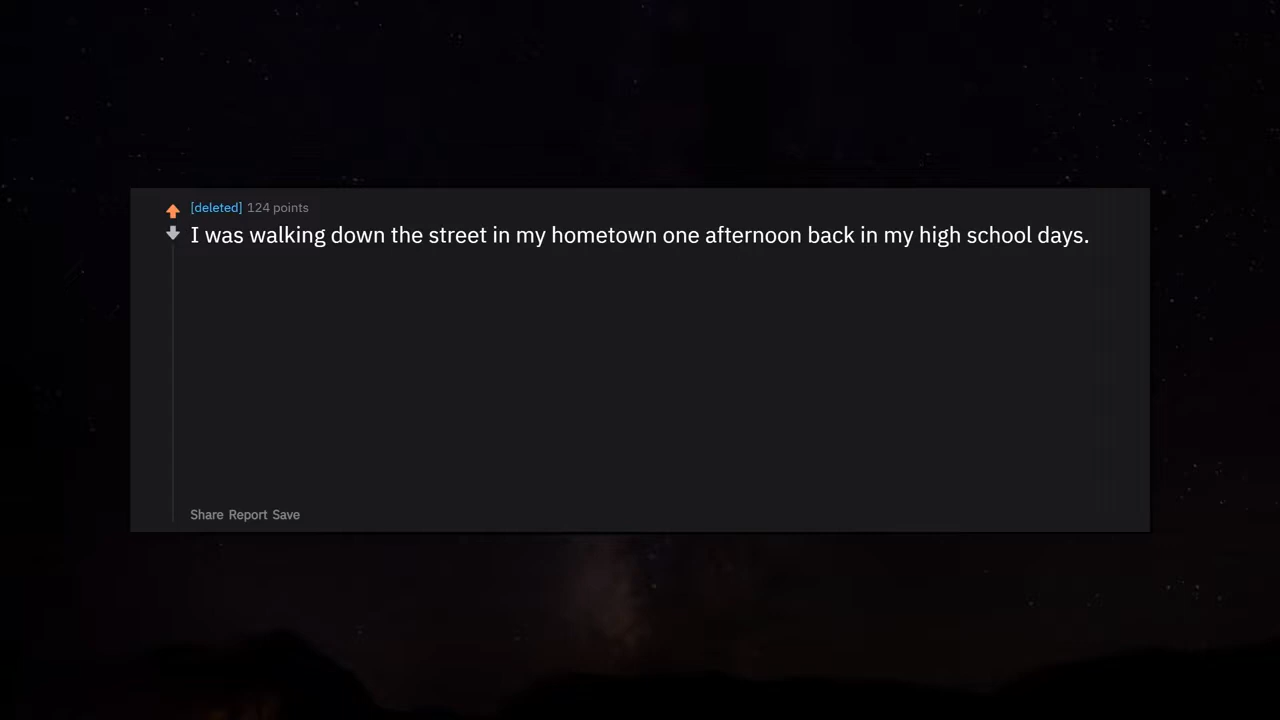 [deleted] 124 points
I was walking down the street in my hometown one afternoon back in my high school days.
Share Report Save